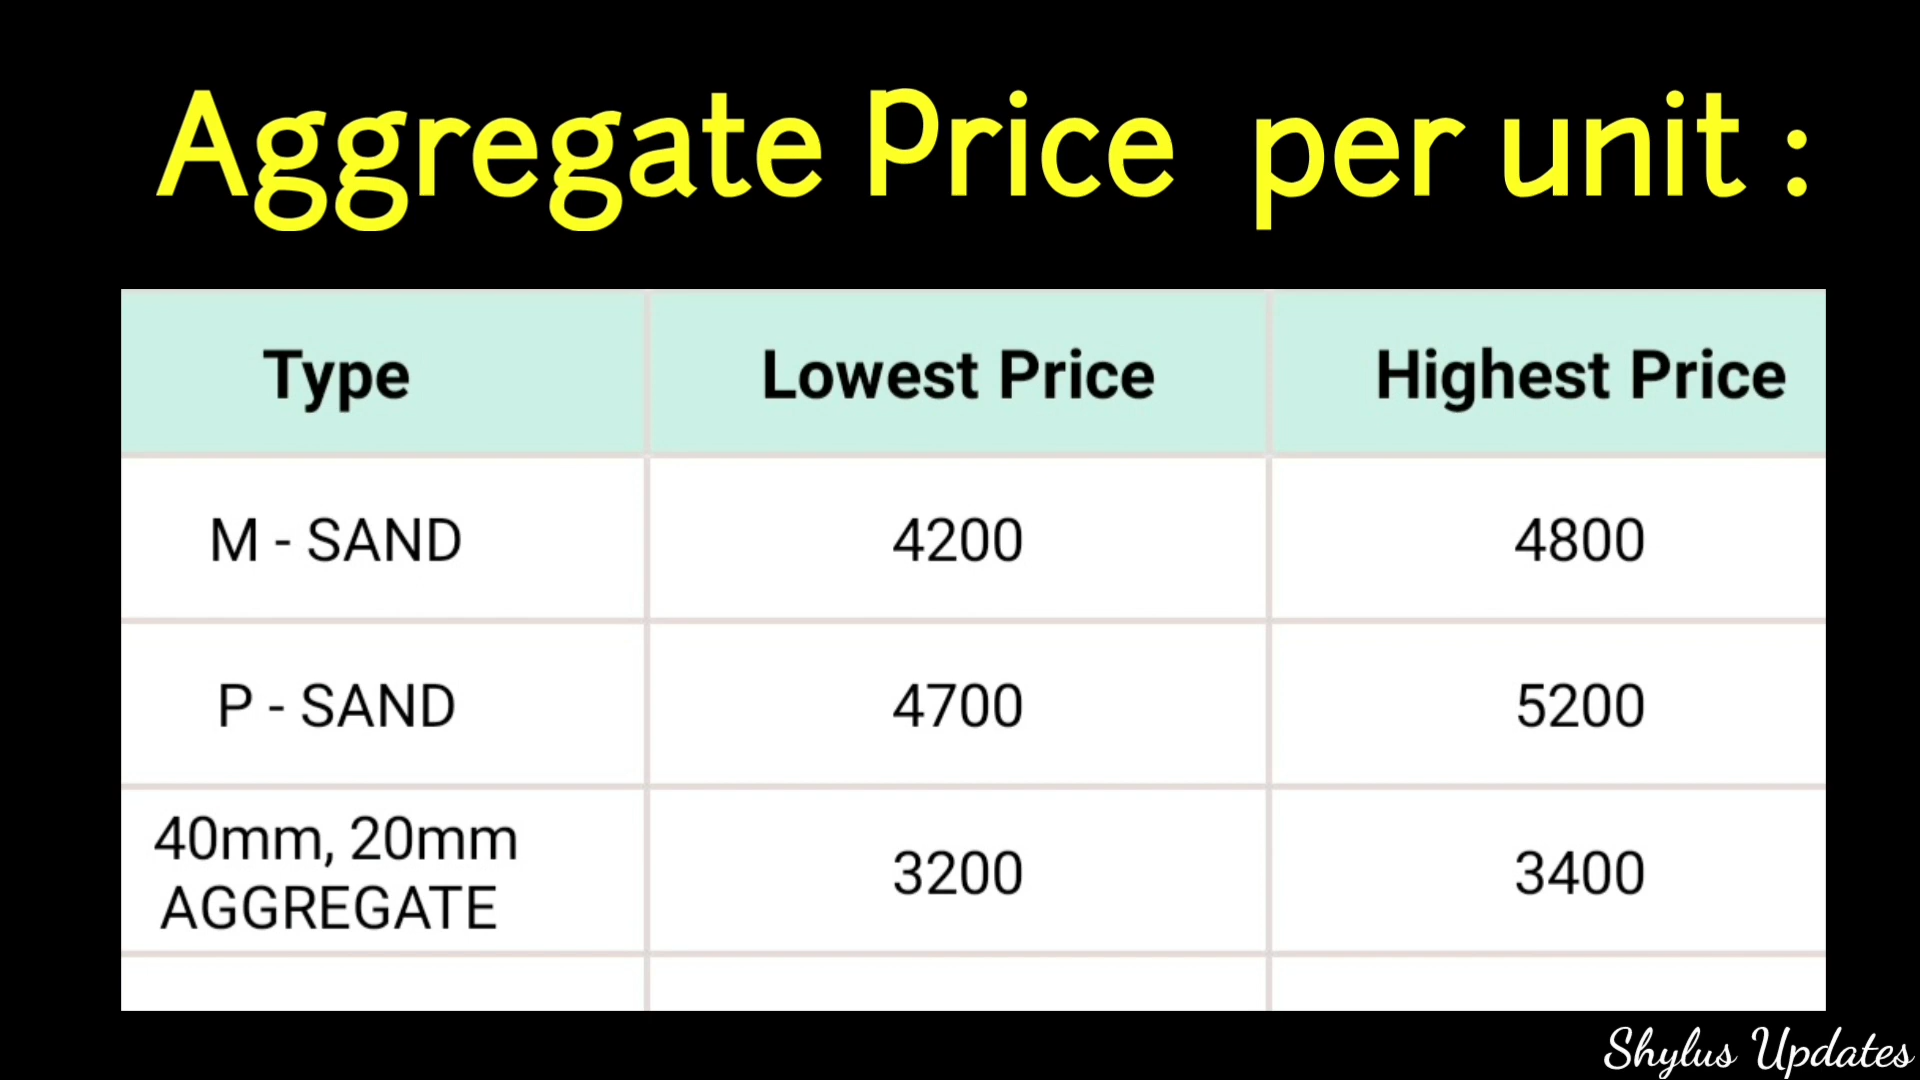 Aggregate Price per unit :
Type Lowest Price Highest Price
M - SAND 4200 4800
P - SAND 4700 5200
40mm, 20mm
AGGREGATE 3200 3400
Shylus Updates